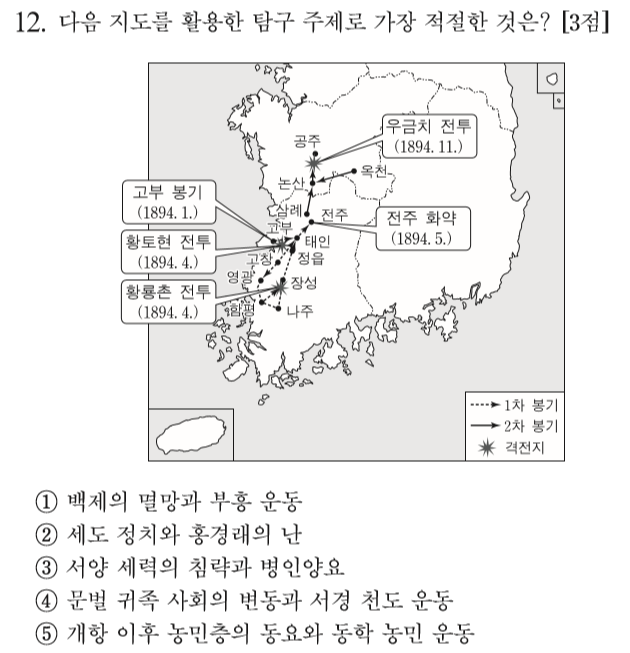 12. 다음 지도를 활용한 탐구 주제로 가장 적절한 것은? [3점]
우금치 전투
(1894. 11.)
공주
옥천
논산
고부 봉기
(1894. 1.)
삼례
전주
고부
전주 화약
(1894. 5.)
황토현 전투
(1894. 4.)
태인
정읍
고창
영광
황룡촌 전투
(1894. 4.)
장성
함평
나주
1차 봉기
2차 봉기
격전지
① 백제의 멸망과 부흥 운동
② 세도 정치와 홍경래의 난
③ 서양 세력의 침략과 병인양요
④ 문벌 귀족 사회의 변동과 서경 천도 운동
⑤ 개항 이후 농민층의 동요와 동학 농민 운동